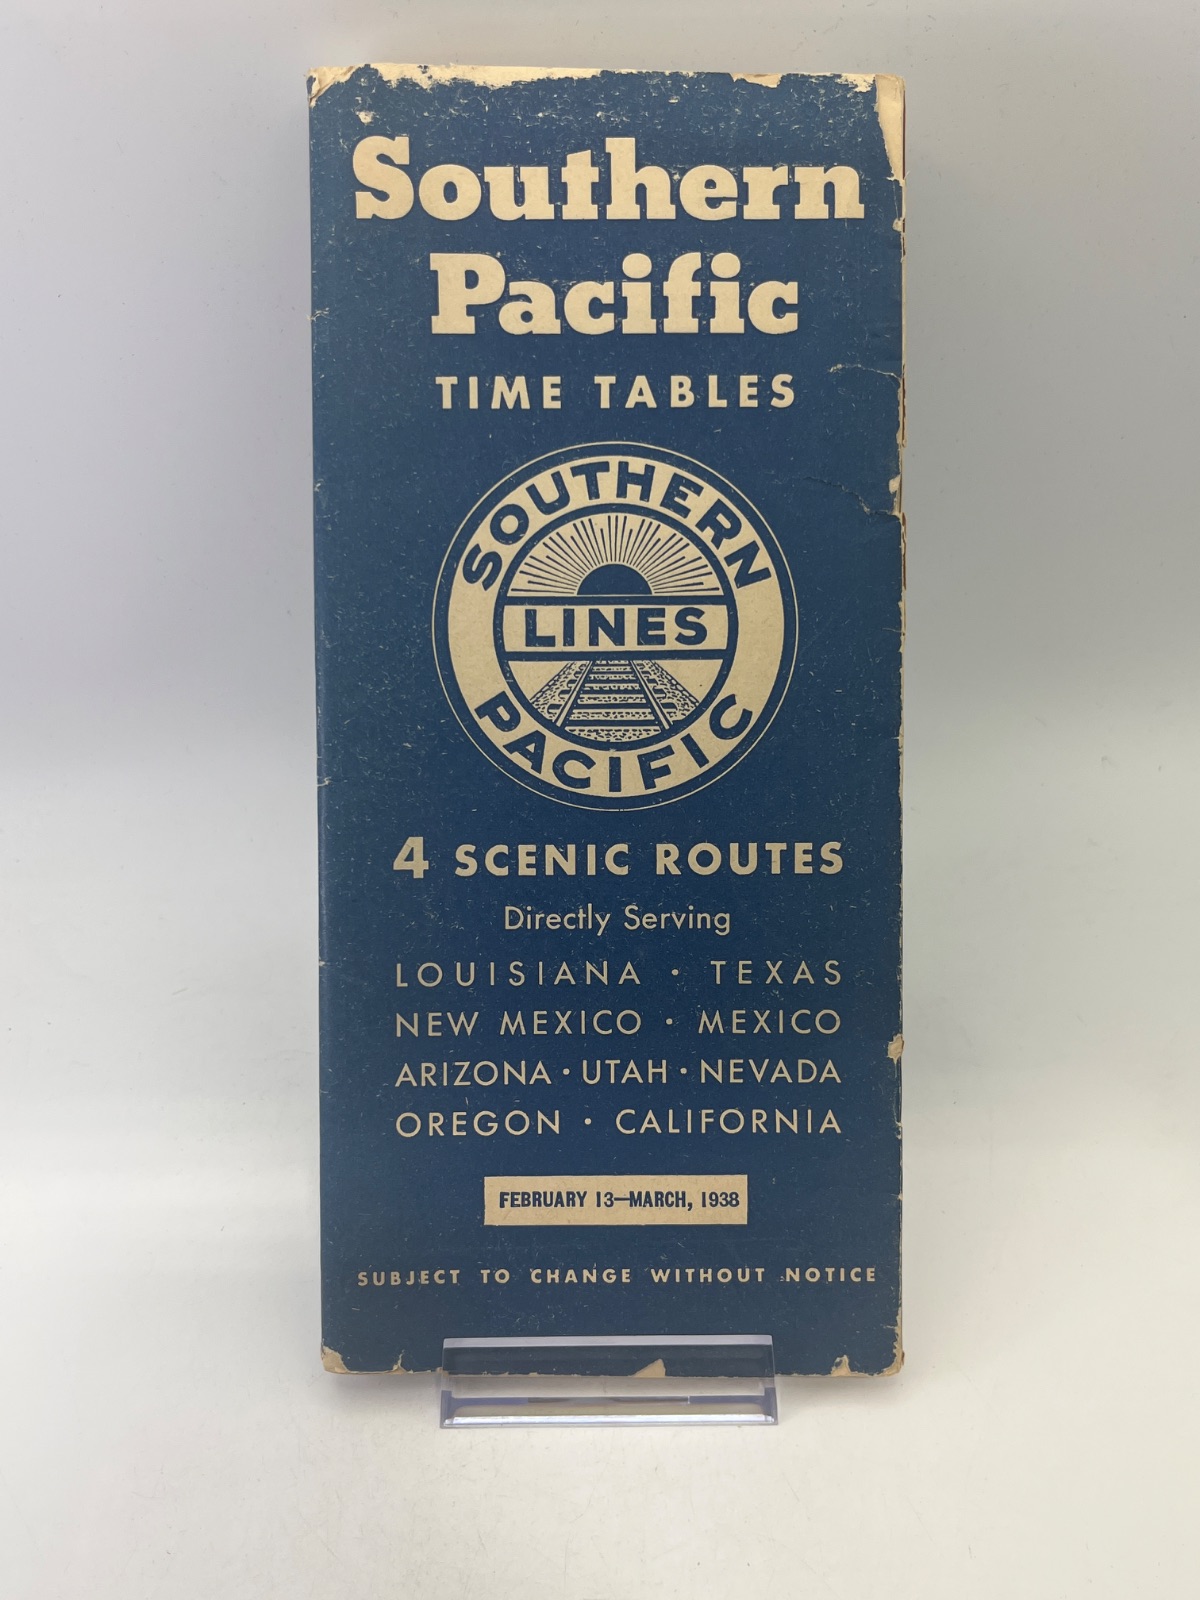 Southern
Pacific
TIME TABLES
SOUTHERN
LINES
PACIFIC
4 SCENIC ROUTES
Directly Serving
LOUISIANA · TEXAS
NEW MEXICO · MEXICO
ARIZONA · UTAH · NEVADA
OREGON · CALIFORNIA
FEBRUARY 13—MARCH, 1938
SUBJECT TO CHANGE WITHOUT NOTICE